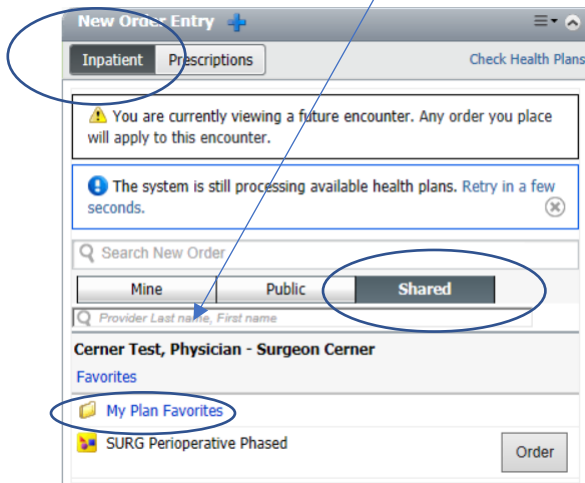 New Order Entry
Inpatient Prescriptions Check Health Plans
You are currently viewing a future encounter. Any order you place
will apply to this encounter.
The system is still processing available health plans. Retry in a few
seconds.
Search New Order
Mine Public Shared
Provider Last name, First name
Cerner Test, Physician - Surgeon Cerner
Favorites
My Plan Favorites
SURG Perioperative Phased Order